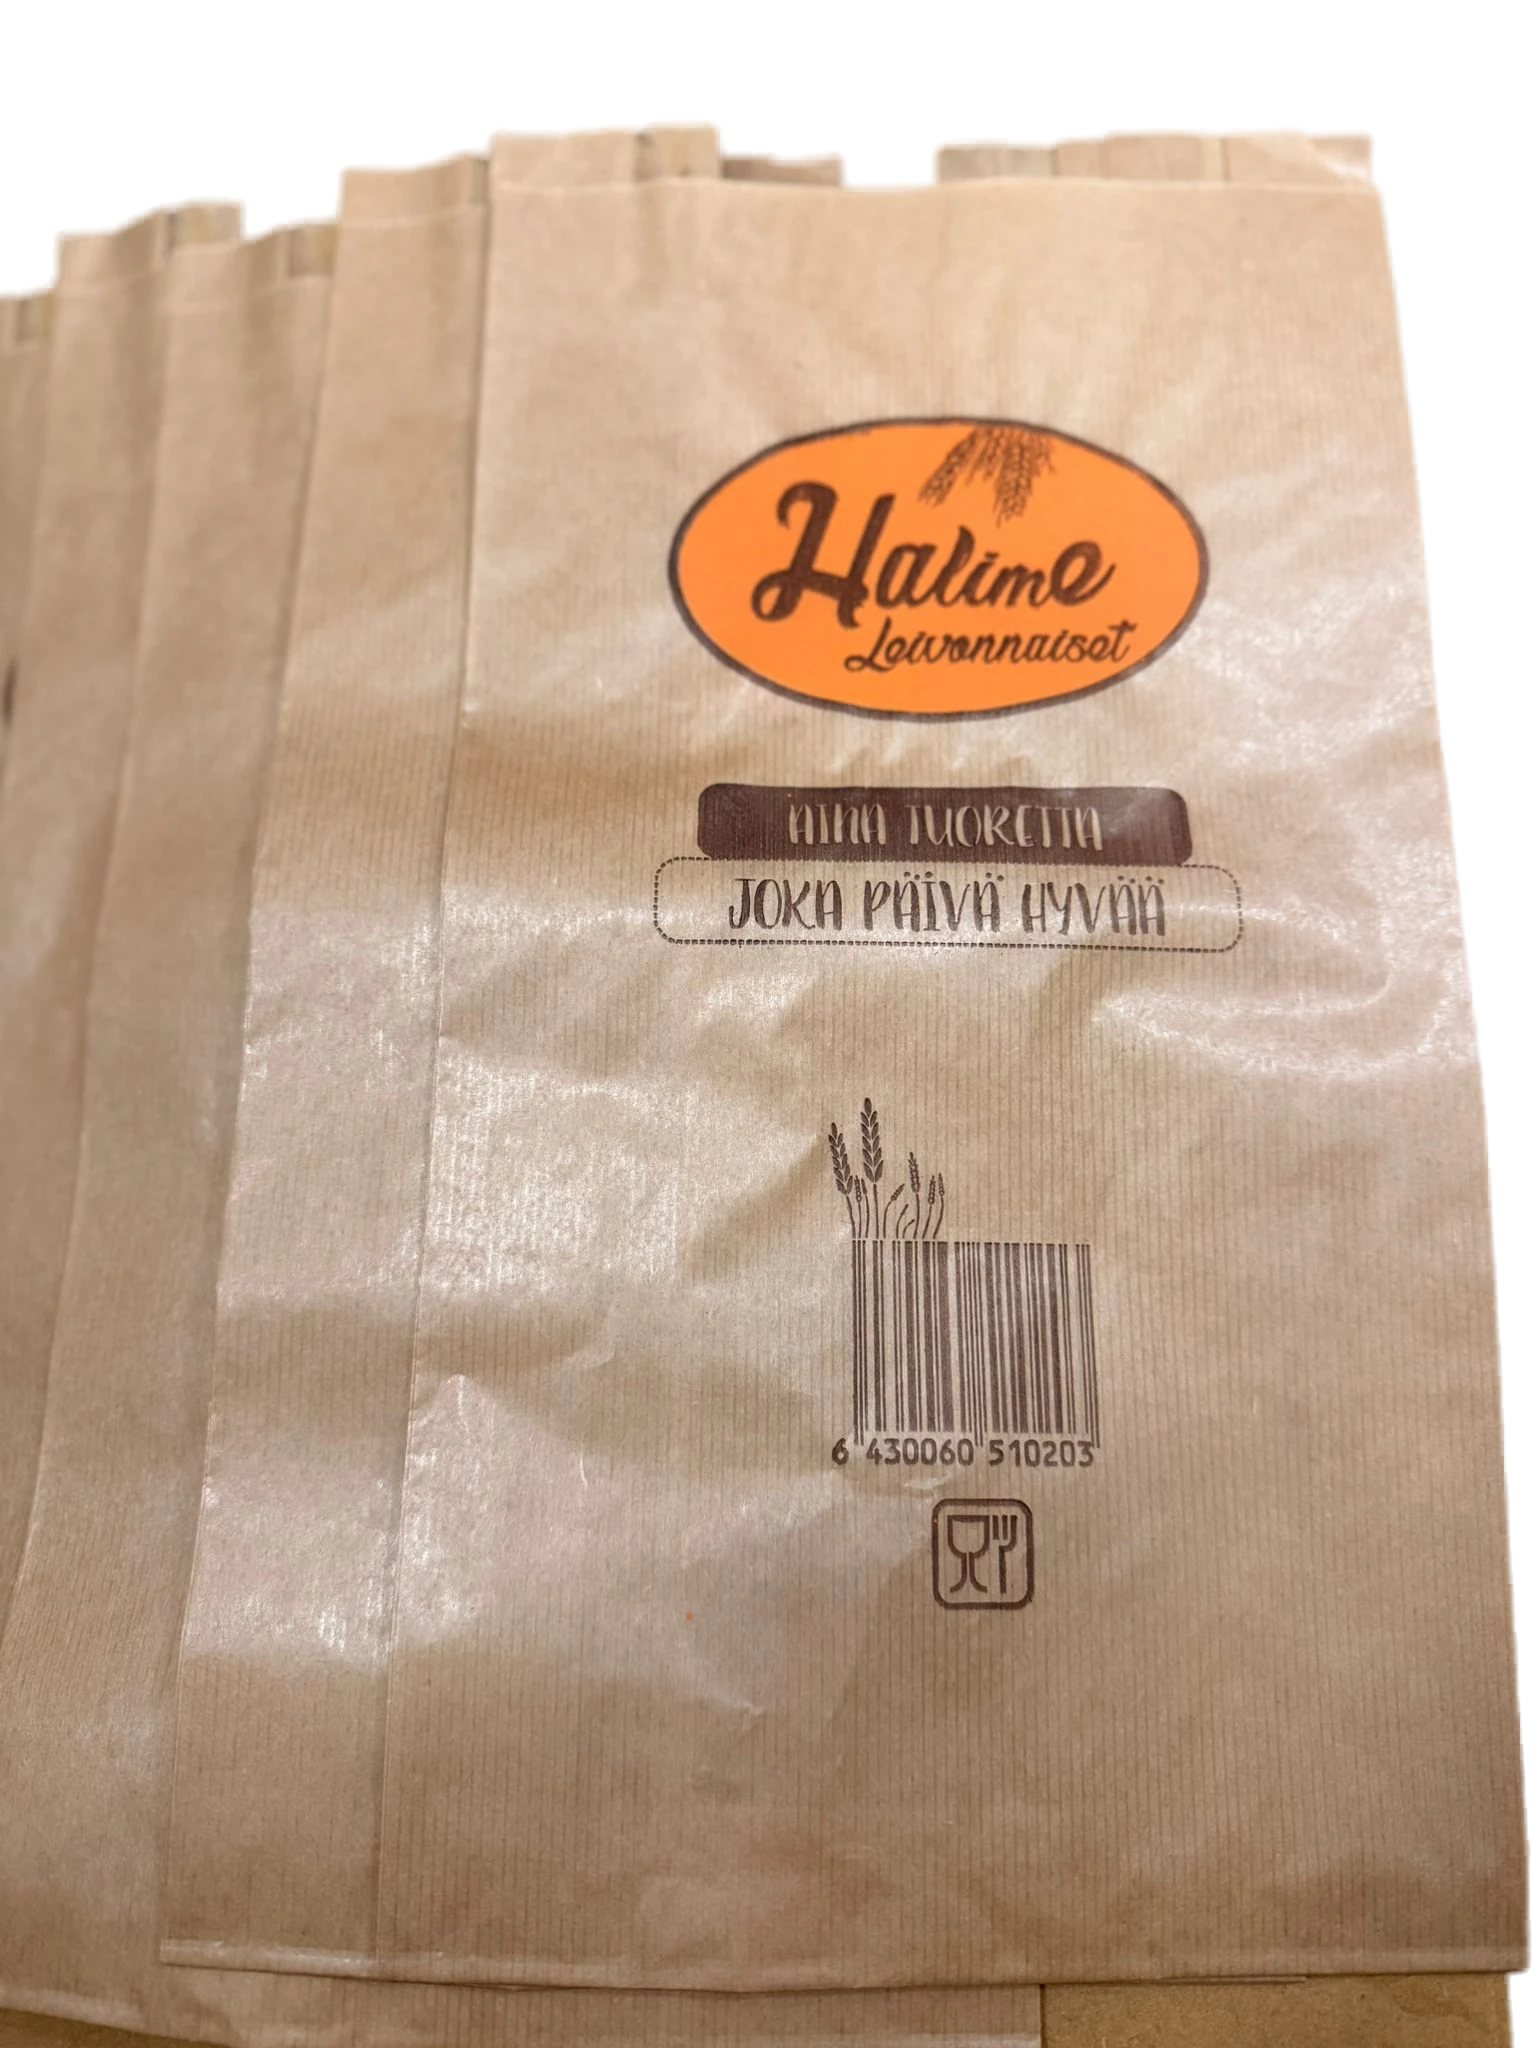 Halime
Leivonnaiset
AINA TUORETTA
JOKA PÄIVÄ HYVÄÄ
6 430060 510203